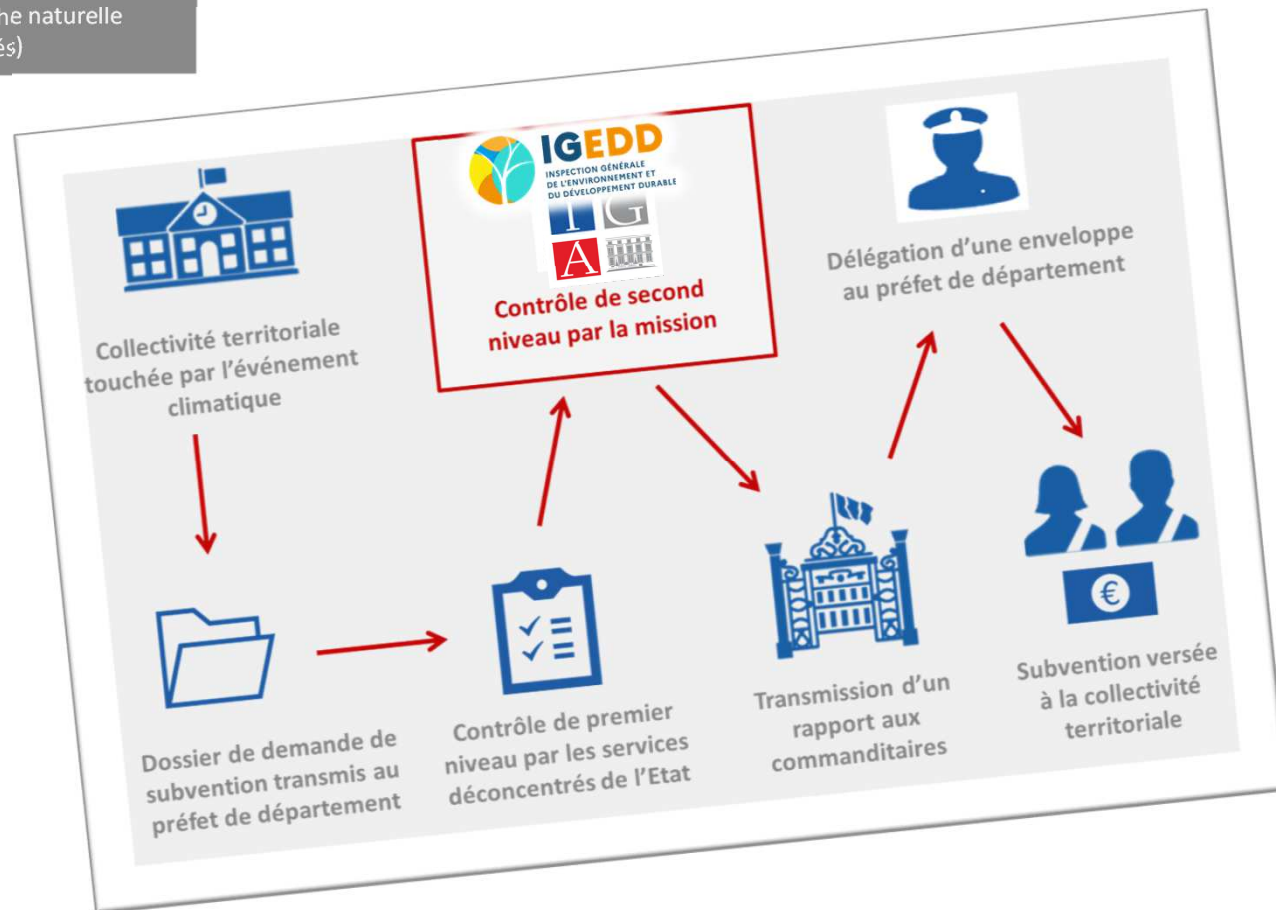 naturelle
és)
IGEDD
INSPECTION GÉNÉRALE
DE L'ENVIRONNEMENT ET
DU DÉVELOPPEMENT DURABLE
I G
A
Contrôle de second
niveau par la mission
Délégation d'une enveloppe
au préfet de département
Collectivité territoriale
touchée par l'événement
climatique
€
Dossier de demande de
subvention transmis au
préfet de département
Contrôle de premier
niveau par les services
déconcentrés de l'Etat
Transmission d'un
rapport aux
commanditaires
Subvention versée
à la collectivité
territoriale